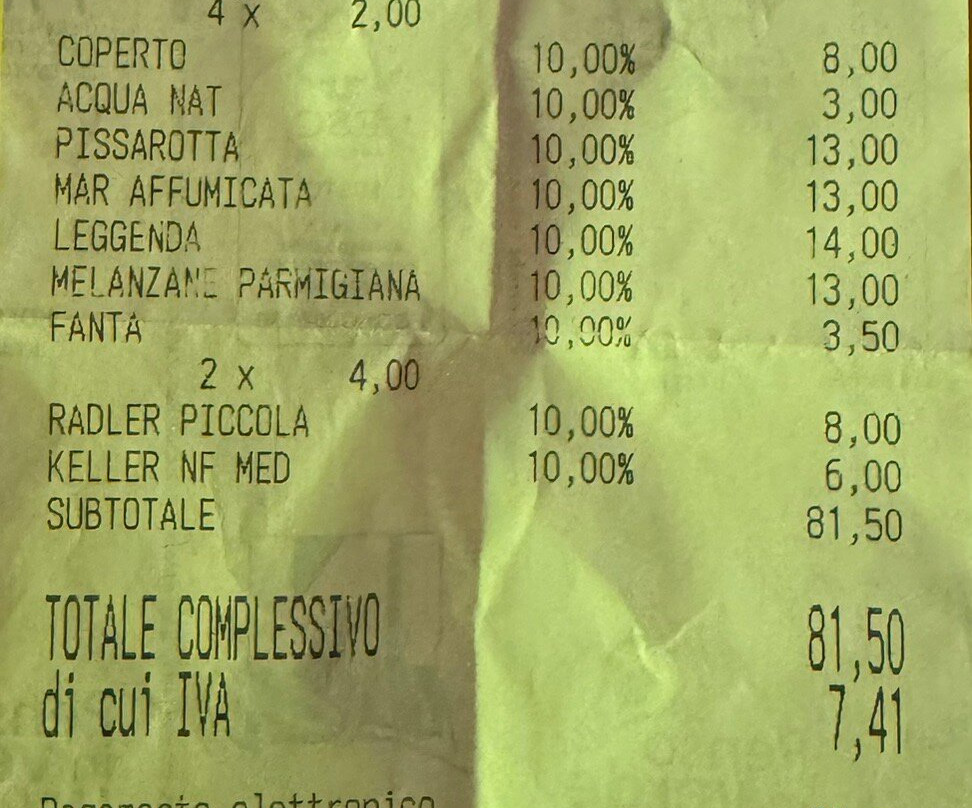 4 x 2,00
COPERTO 10,00% 8,00
ACQUA NAT 10,00% 3,00
PISSAROTTA 10,00% 13,00
MAR AFFUMICATA 10,00% 13,00
LEGGENDA 10,00% 14,00
MELANZANE PARMIGIANA 10,00% 13,00
FANTA 10,00% 3,50
2 x 4,00
RADLER PICCOLA 10,00% 8,00
KELLER NF MED 10,00% 6,00
SUBTOTALE 81,50
TOTALE COMPLESSIVO 81,50
di cui IVA 7,41
Pagamento elettronico